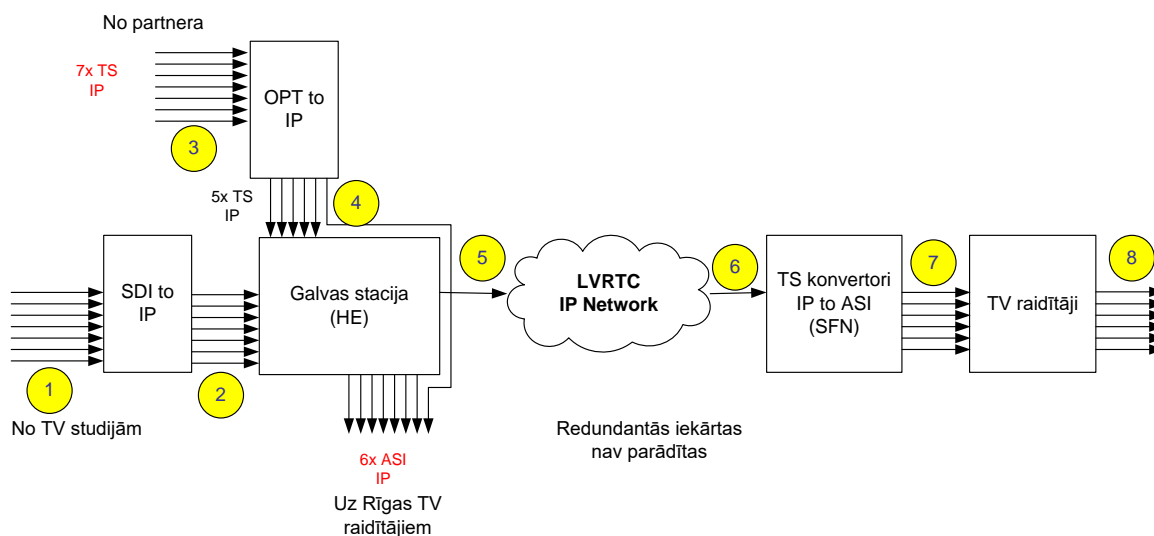 No partnera
7x TS
IP
OPT to
IP
3
5x TS
IP
4
SDI to
IP
Galvas stacija
(HE)
5
LVRTC
IP Network
6
TS konvertori
IP to ASI
(SFN)
7
TV raidītāji
8
1
2
No TV studijām
6x ASI
IP
Uz Rīgas TV
raidītājiem
Redundantās iekārtas
nav parādītas